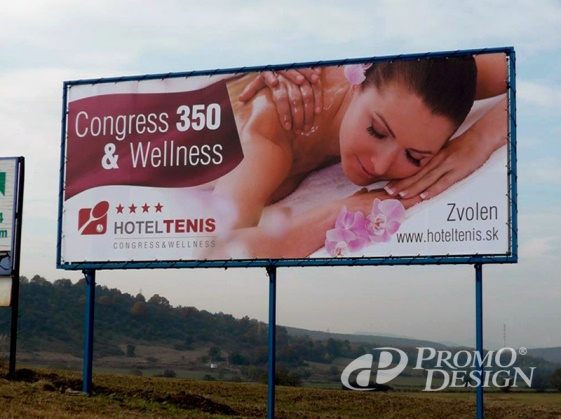 Congress 350
& Wellness
HOTELTENIS
CONGRESS&WELLNESS
Zvolen
www.hoteltenis.sk
PROMO®
DESIGN